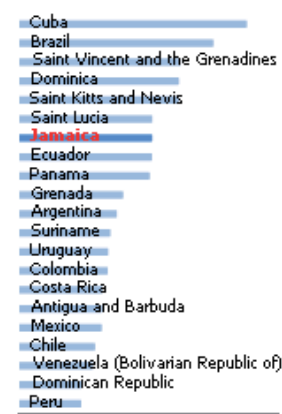 Cuba
Brazil
Saint Vincent and the Grenadines
Dominica
Saint Kitts and Nevis
Saint Lucia
Jamaica
Ecuador
Panama
Grenada
Argentina
Suriname
Uruguay
Colombia
Costa Rica
Antigua and Barbuda
Mexico
Chile
Venezuela (Bolivarian Republic of)
Dominican Republic
Peru